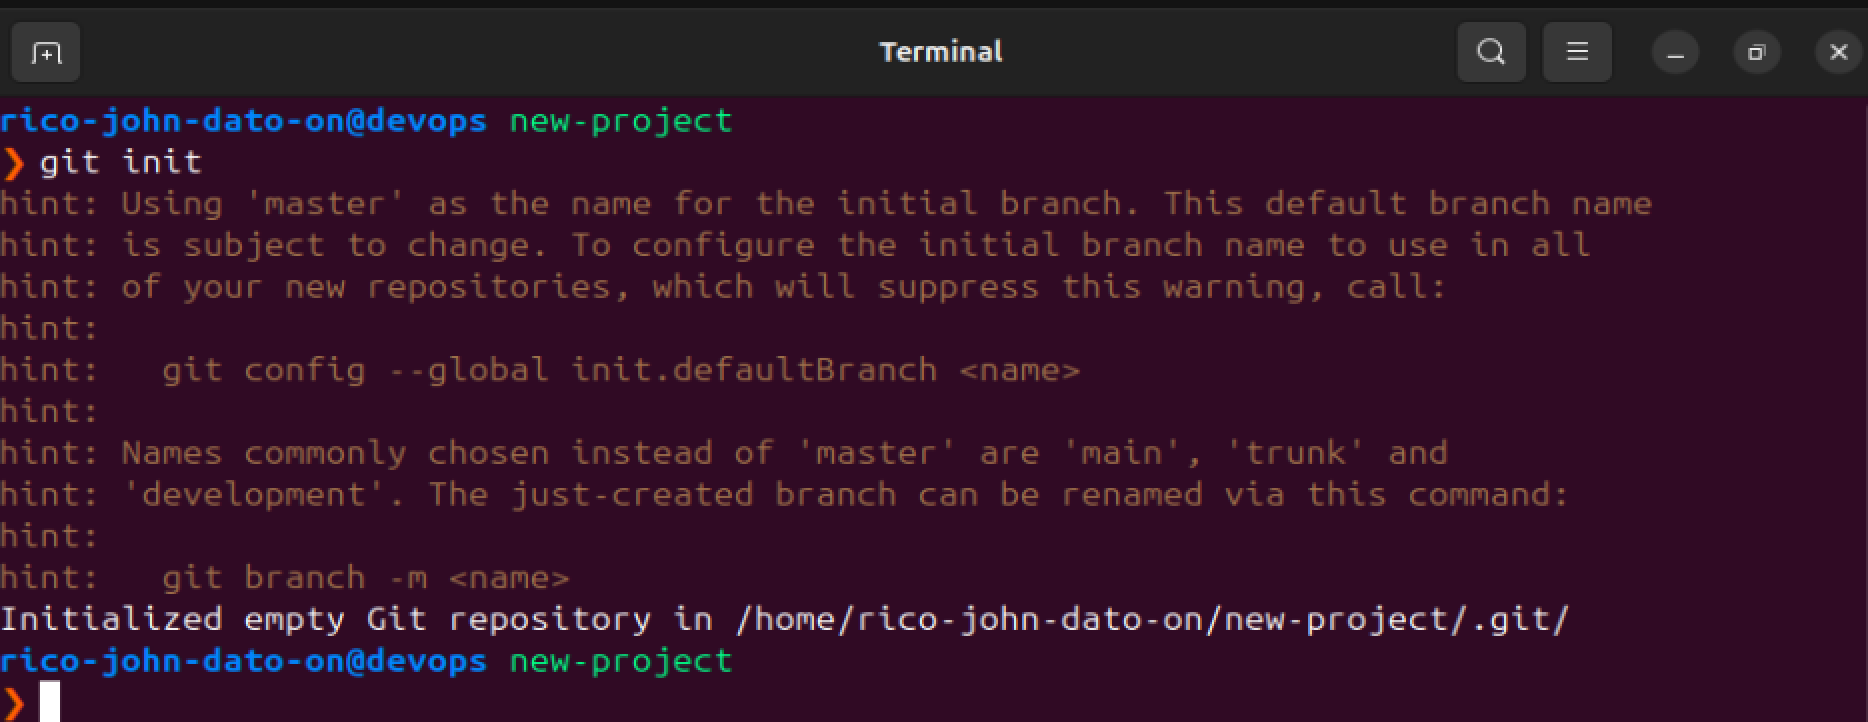 Terminal
rico-john-dato-on@devops new-project
❯ git init
hint: Using 'master' as the name for the initial branch. This default branch name
hint: is subject to change. To configure the initial branch name to use in all
hint: of your new repositories, which will suppress this warning, call:
hint:
hint:   git config --global init.defaultBranch <name>
hint:
hint: Names commonly chosen instead of 'master' are 'main', 'trunk' and
hint: 'development'. The just-created branch can be renamed via this command:
hint:
hint:   git branch -m <name>
Initialized empty Git repository in /home/rico-john-dato-on/new-project/.git/
rico-john-dato-on@devops new-project
❯